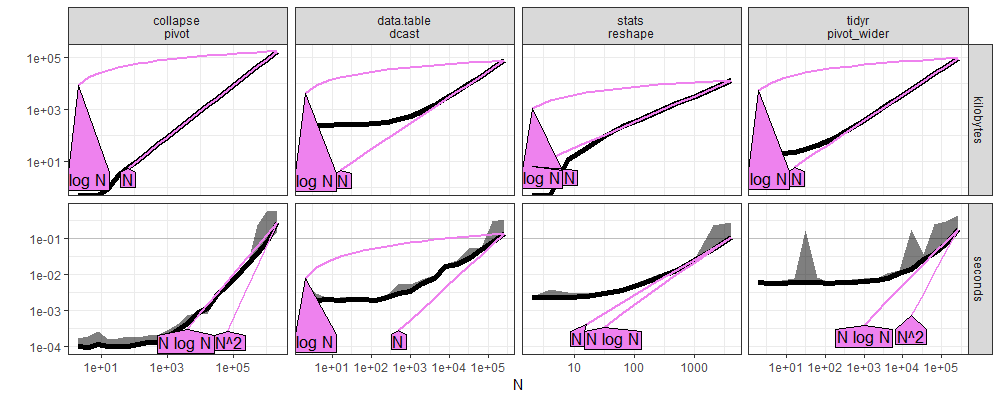 collapse
pivot
data.table
dcast
stats
reshape
tidyr
pivot_wider
1e+05
1e+03
1e+01
log N
N
log N
N
log N
N
log N
N
kilobytes
1e-01
1e-02
1e-03
1e-04
N log N
N^2
log N
N
N
N log N
N log N
N^2
seconds
1e+01
1e+03
1e+05
1e+01
1e+02
1e+03
1e+04
1e+05
10
100
1000
1e+01
1e+02
1e+03
1e+04
1e+05
N